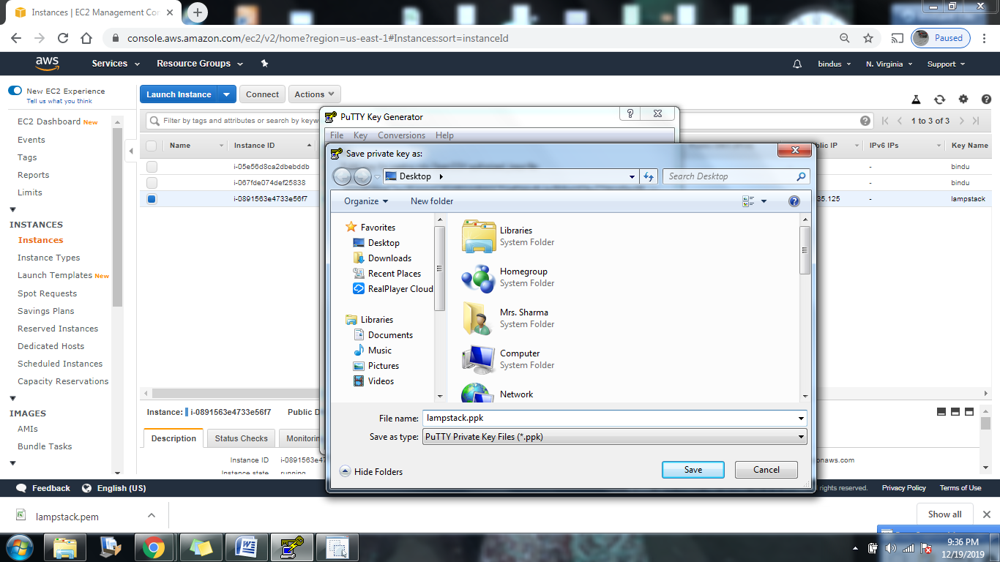 Instances | EC2 Management Con
console.aws.amazon.com/ec2/v2/home?region=us-east-1#Instances:sort=instanceId
Paused
aws
Services
Resource Groups
bindus
N. Virginia
Support
New EC2 Experience
Tell us what you think
EC2 Dashboard New
Events
Tags
Reports
Limits
INSTANCES
Instances
Instance Types
Launch Templates New
Spot Requests
Savings Plans
Reserved Instances
Dedicated Hosts
Scheduled Instances
Capacity Reservations
IMAGES
AMIs
Bundle Tasks
Launch Instance
Connect
Actions
Filter by tags and attributes or search by keyw
1 to 3 of 3
Name
Instance ID
blic IP
IPv6 IPs
Key Name
i-05e56d8ca2dbebddb
-
bindu
i-067fde074def25838
-
bindu
i-0891563e4733e56f7
35.125
-
lampstack
PuTTY Key Generator
File
Key
Conversions
Help
Save private key as:
Desktop
Search Desktop
Organize
New folder
Favorites
Desktop
Downloads
Recent Places
RealPlayer Cloud
Libraries
Documents
Music
Pictures
Videos
Libraries
System Folder
Homegroup
System Folder
Mrs. Sharma
System Folder
Computer
System Folder
Network
File name:
lampstack.ppk
Save as type:
PuTTY Private Key Files (*.ppk)
Hide Folders
Save
Cancel
Instance:
i-0891563e4733e56f7
Public D
Description
Status Checks
Monitorin
Instance ID
i-0891563e47
onaws.com
Instance state
running
Feedback
English (US)
rights reserved.
Privacy Policy
Terms of Use
lampstack.pem
Show all
9:36 PM
12/19/2019